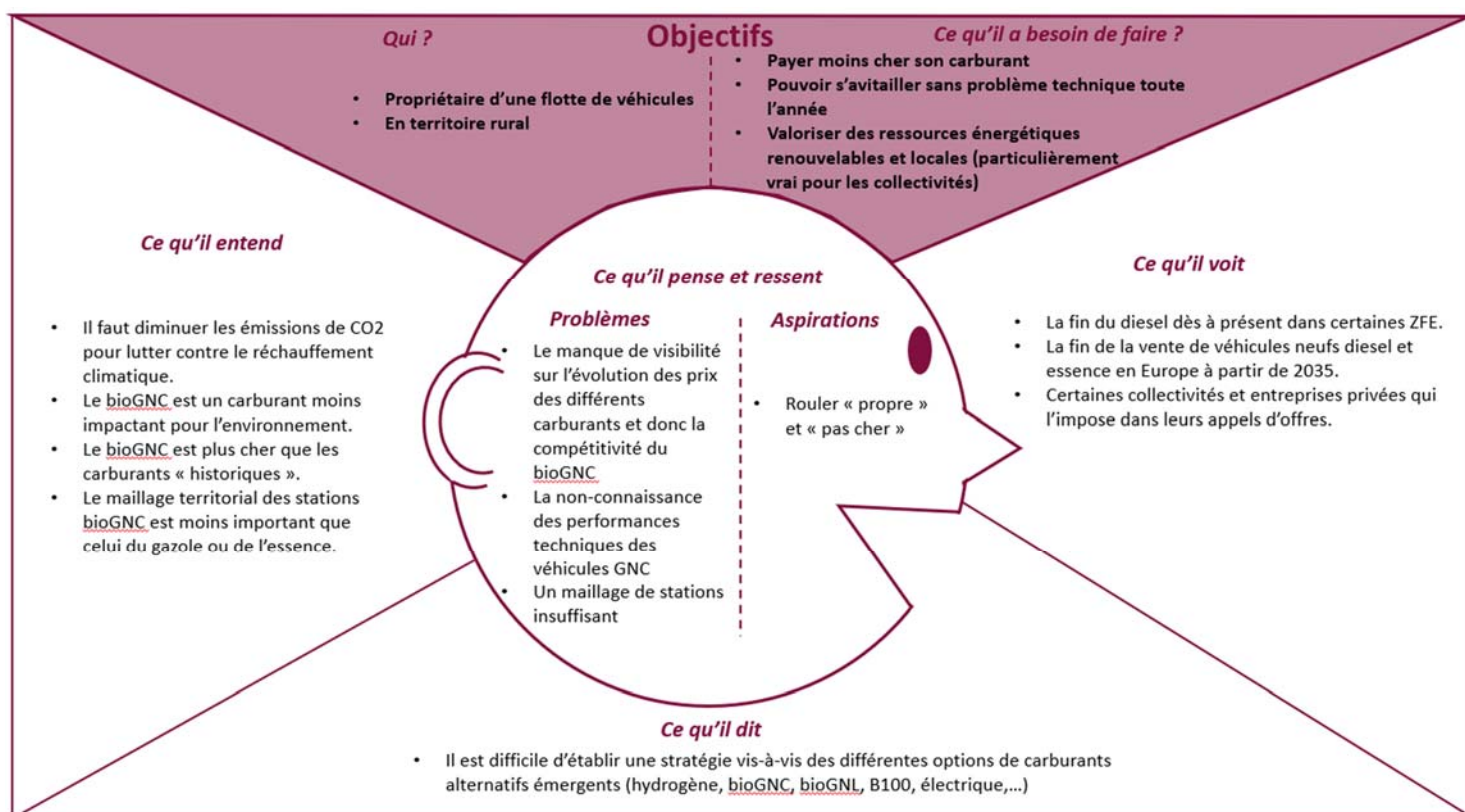 Objectifs
Qui ?
• Propriétaire d’une flotte de véhicules
• En territoire rural
Ce qu’il a besoin de faire ?
• Payer moins cher son carburant
• Pouvoir s’avitailler sans problème technique toute
l’année
• Valoriser des ressources énergétiques
renouvelables et locales (particulièrement
vrai pour les collectivités)
Ce qu’il entend
• Il faut diminuer les émissions de CO2
pour lutter contre le réchauffement
climatique.
• Le bioGNC est un carburant moins
impactant pour l’environnement.
• Le bioGNC est plus cher que les
carburants « historiques ».
• Le maillage territorial des stations
bioGNC est moins important que
celui du gazole ou de l’essence.
Ce qu’il pense et ressent
Problèmes
• Le manque de visibilité
sur l’évolution des prix
des différents
carburants et donc la
compétitivité du
bioGNC
• La non-connaissance
des performances
techniques des
véhicules GNC
• Un maillage de stations
insuffisant
Aspirations
• Rouler « propre »
et « pas cher »
Ce qu’il voit
• La fin du diesel dès à présent dans certaines ZFE.
• La fin de la vente de véhicules neufs diesel et
essence en Europe à partir de 2035.
• Certaines collectivités et entreprises privées qui
l’impose dans leurs appels d’offres.
Ce qu’il dit
• Il est difficile d’établir une stratégie vis-à-vis des différentes options de carburants
alternatifs émergents (hydrogène, bioGNC, bioGNL, B100, électrique,…)